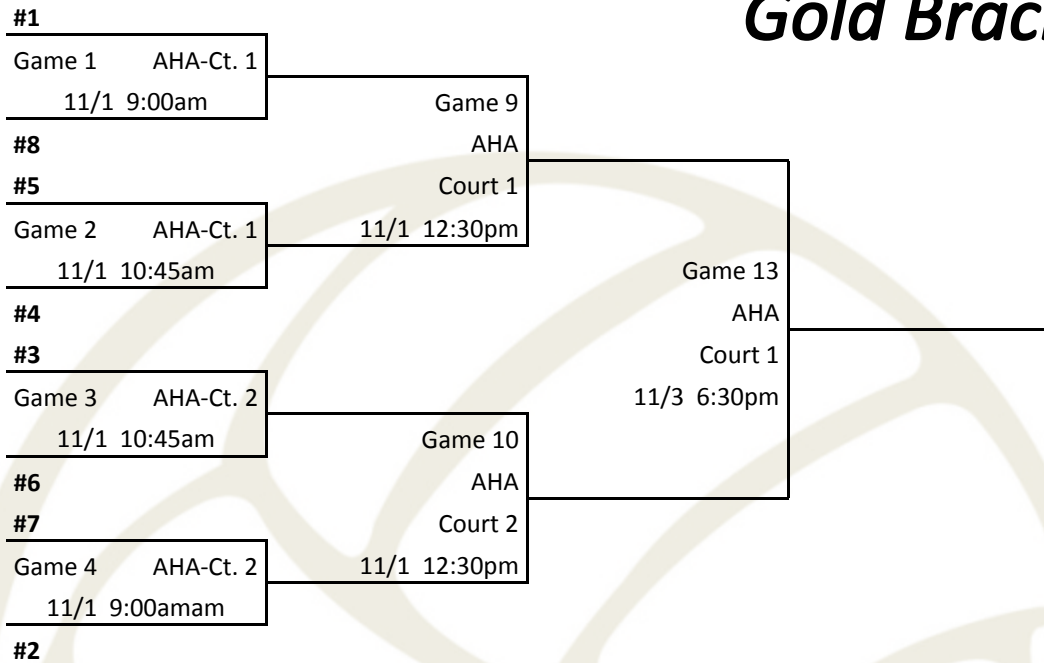 #1
Gold
Game 1 AHA-Ct. 1
11/1 9:00am
Game 9
#8
AHA
#5
Court 1
Game 2 AHA-Ct. 1
11/1 12:30pm
11/1 10:45am
Game 13
#4
AHA
#3
Court 1
Game 3 AHA-Ct. 2
11/3 6:30pm
11/1 10:45am
Game 10
#6
AHA
#7
Court 2
Game 4 AHA-Ct. 2
11/1 12:30pm
11/1 9:00amam
#2